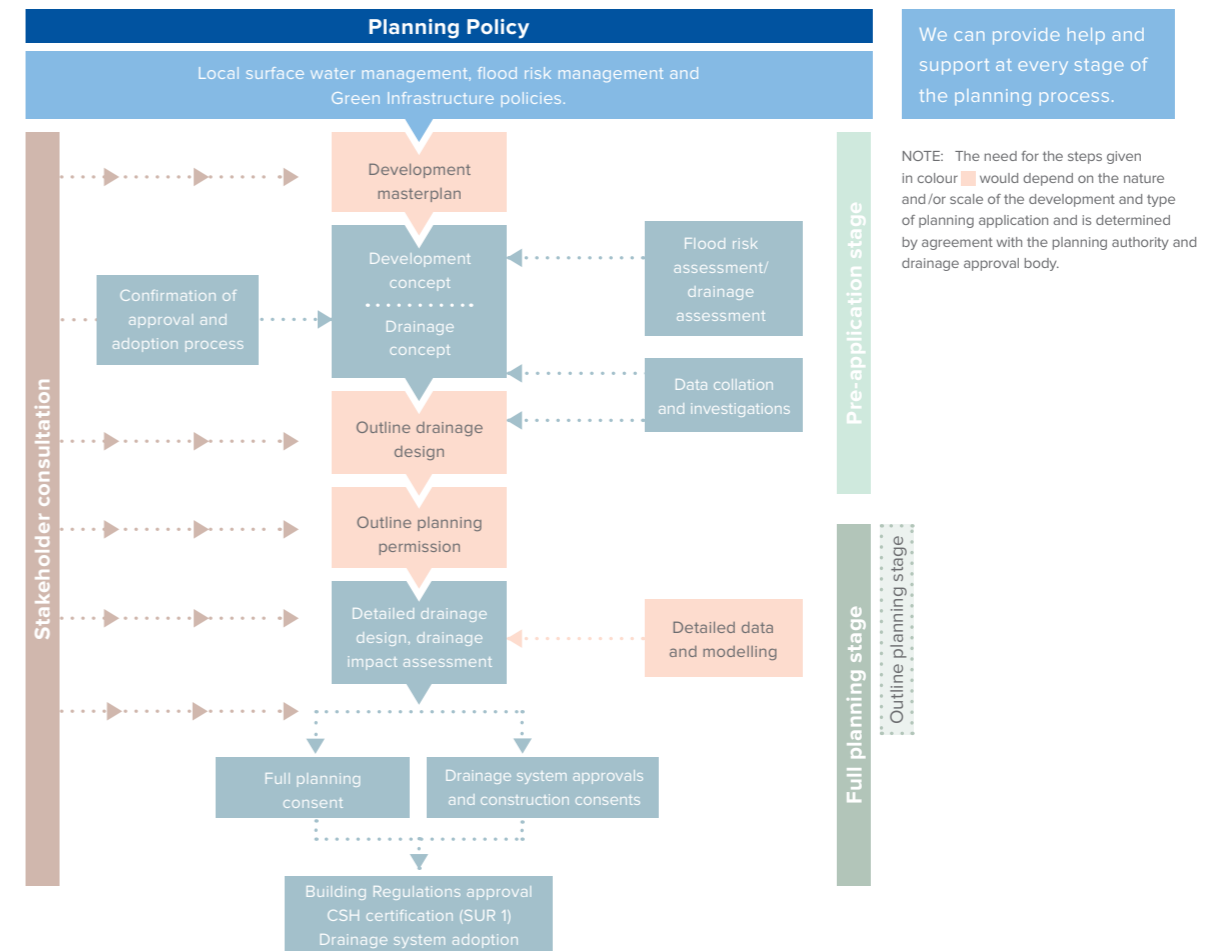 Planning Policy
Local surface water management, flood risk management and
Green Infrastructure policies.
We can provide help and
support at every stage of
the planning process.
NOTE: The need for the steps given
in colour would depend on the nature
and/or scale of the development and type
of planning application and is determined
by agreement with the planning authority and
drainage approval body.
Stakeholder consultation
Development
masterplan
Development
concept
Drainage
concept
Confirmation of
approval and
adoption process
Flood risk
assessment/
drainage
assessment
Data collation
and investigations
Pre-application stage
Outline drainage
design
Outline planning
permission
Detailed drainage
design, drainage
impact assessment
Detailed data
and modelling
Full planning stage
Outline planning stage
Full planning
consent
Drainage system approvals
and construction consents
Building Regulations approval
CSH certification (SUR 1)
Drainage system adoption